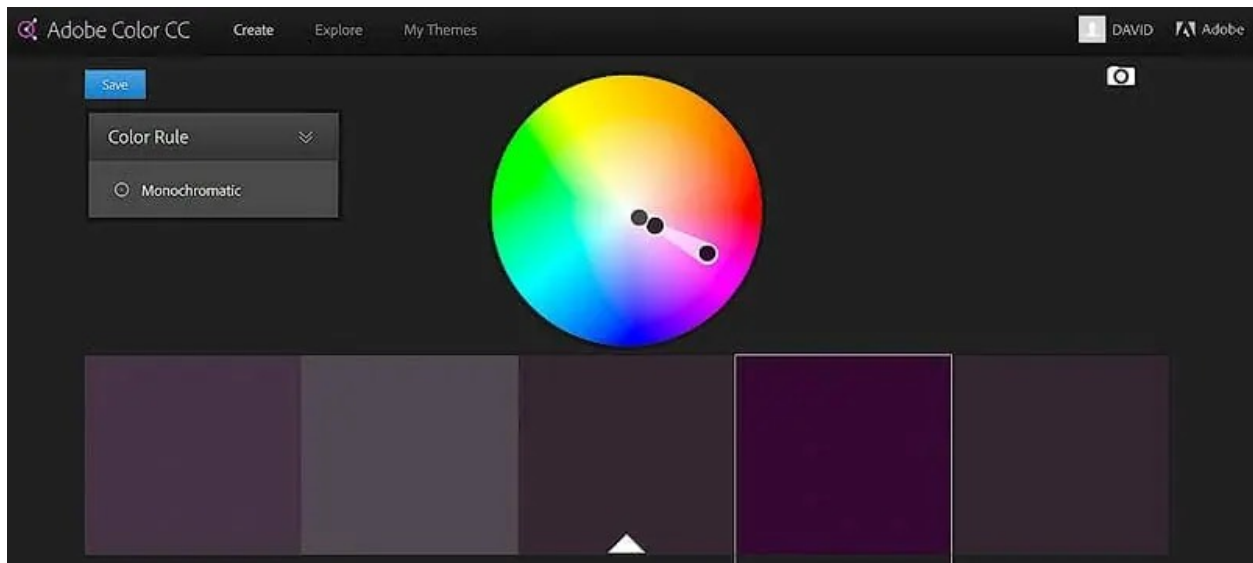 Adobe Color CC Create Explore My Themes DAVID Adobe
Save
Color Rule
Monochromatic